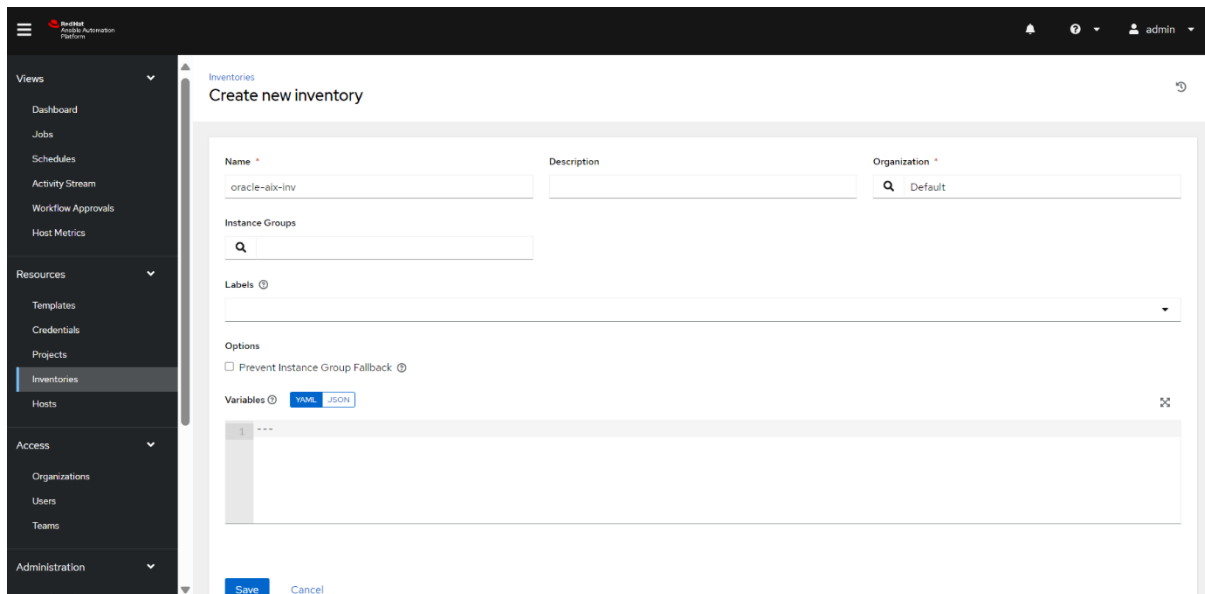 Red Hat
Ansible Automation
Platform
admin
Views
Dashboard
Jobs
Schedules
Activity Stream
Workflow Approvals
Host Metrics
Resources
Templates
Credentials
Projects
Inventories
Hosts
Access
Organizations
Users
Teams
Administration
Inventories
Create new inventory
Name *
Description
Organization *
oracle-aix-inv
Default
Instance Groups
Labels
Options
Prevent Instance Group Fallback
Variables YAML JSON
1 ---
Save Cancel